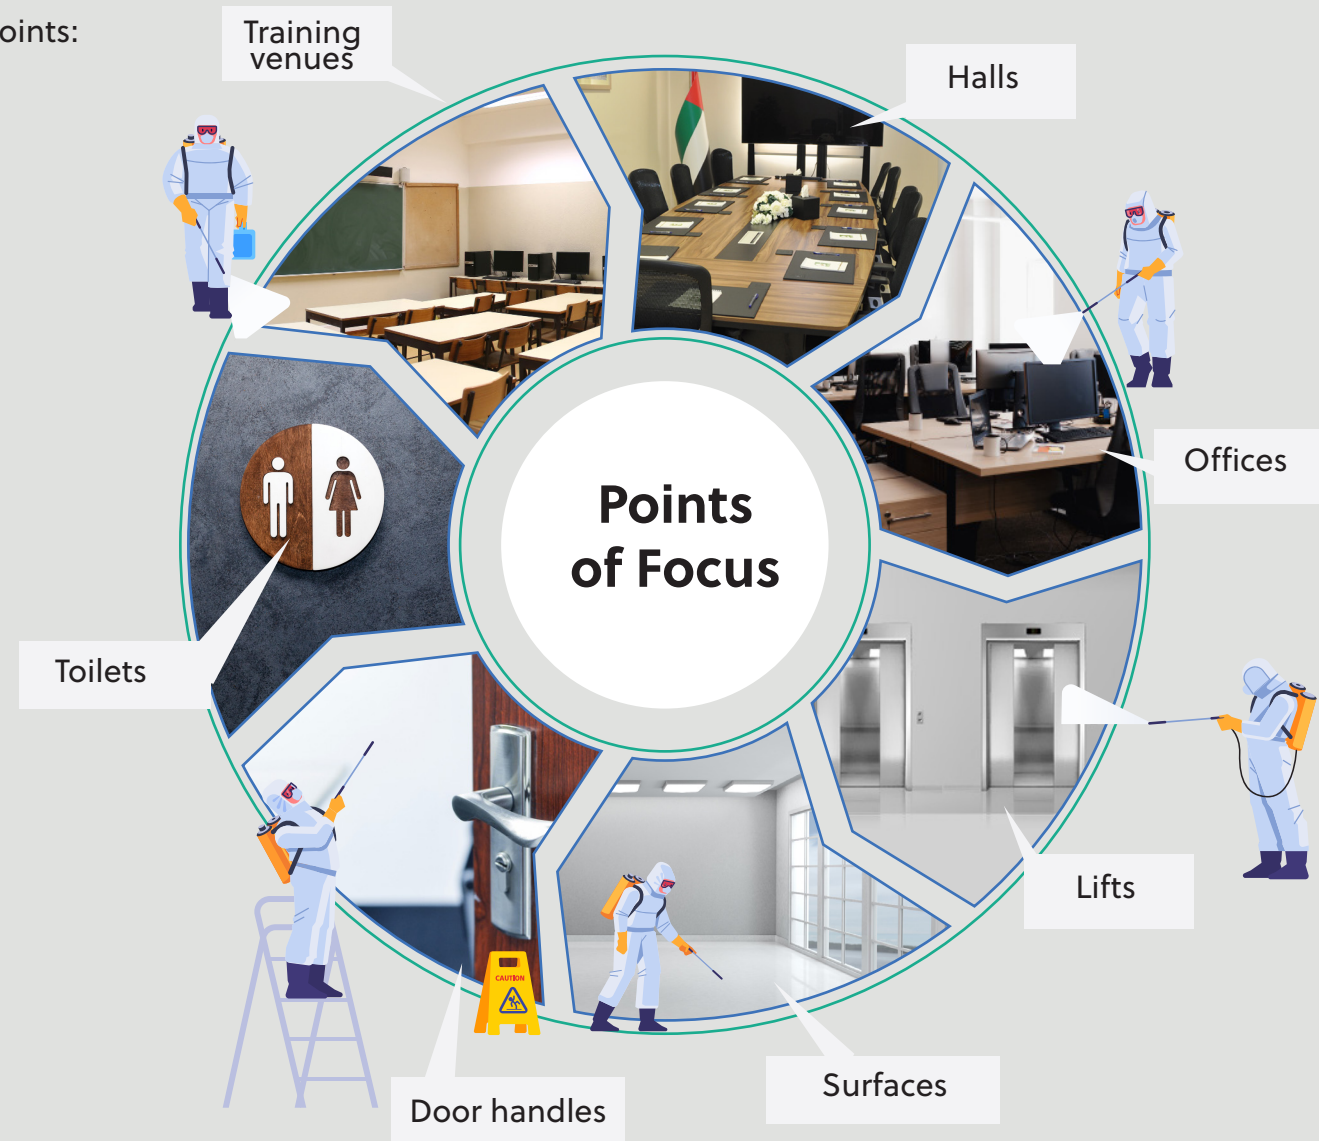 oints:
Training
venues
Halls
Offices
Points
of Focus
Toilets
Lifts
CAUTION
Surfaces
Door handles